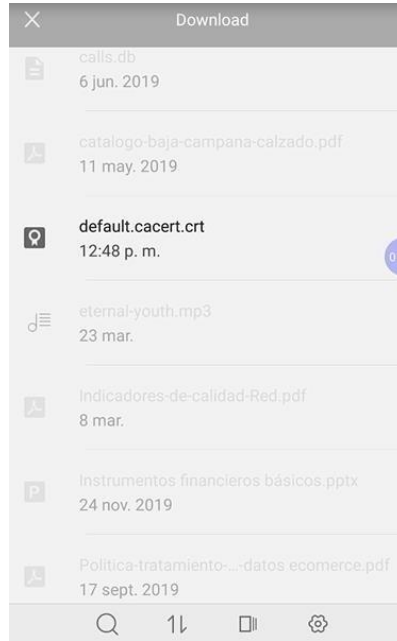 Download
calls.db
6 jun. 2019
catalogo-baja-campana-calzado.pdf
11 may. 2019
default.cacert.crt
12:48 p. m.
eternal-youth.mp3
23 mar.
Indicadores-de-calidad-Red.pdf
8 mar.
Instrumentos financieros básicos.pptx
24 nov. 2019
Politica-tratamiento-...-datos ecomerce.pdf
17 sept. 2019